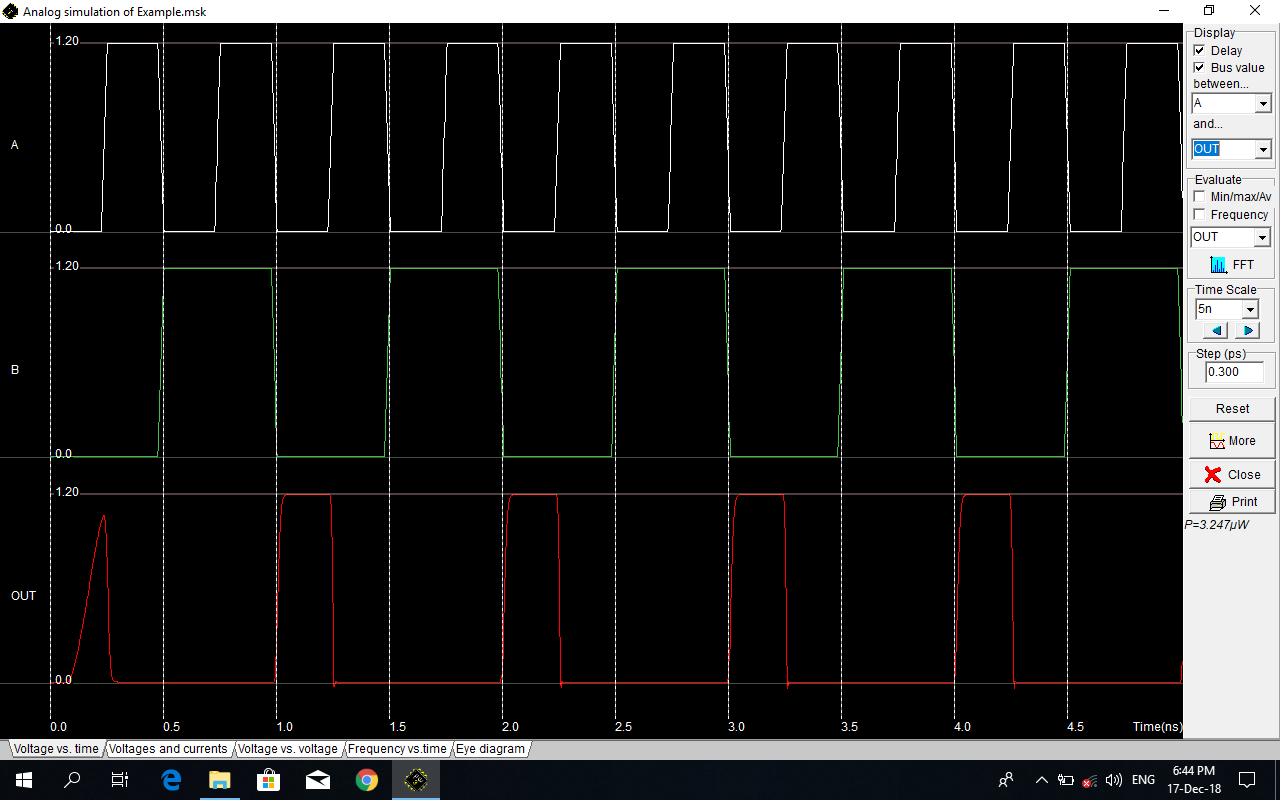 Analog simulation of Example.msk
1.20
A
0.0
1.20
B
0.0
1.20
OUT
0.0
0.0 0.5 1.0 1.5 2.0 2.5 3.0 3.5 4.0 4.5 Time(ns)
Display
Delay
Bus value
between...
A
and...
OUT
Evaluate
Min/max/Av
Frequency
OUT
FFT
Time Scale
5n
Step (ps)
0.300
Reset
More
Close
Print
P=3.247µW
Voltage vs. time Voltages and currents Voltage vs. voltage Frequency vs.time Eye diagram
ENG
6:44 PM
17-Dec-18